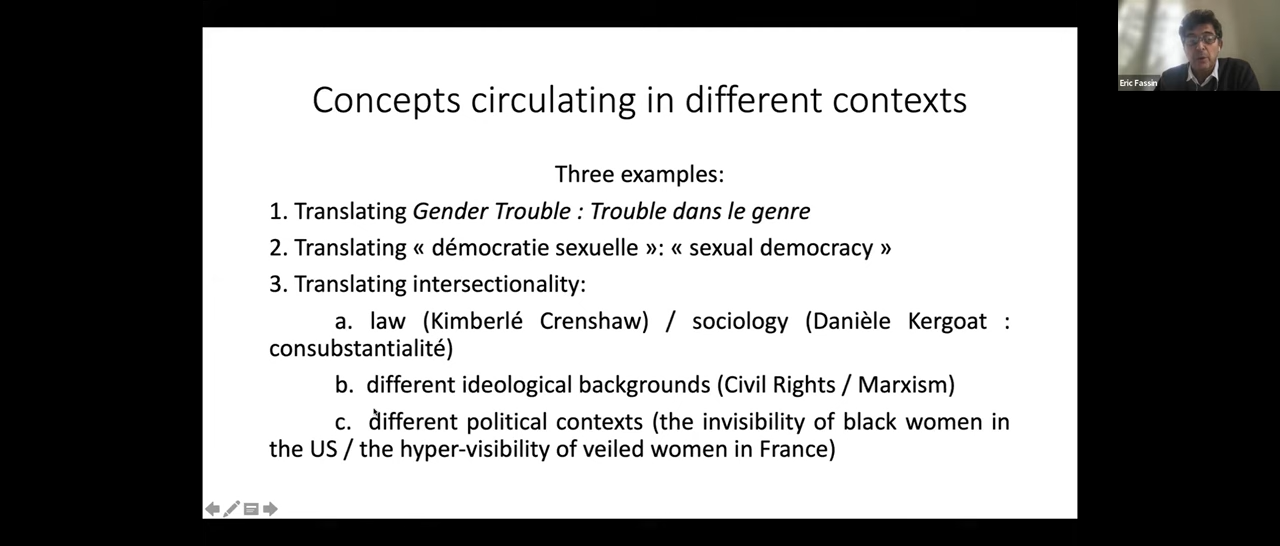 Concepts circulating in different contexts
Eric Fassin
Three examples:
1. Translating Gender Trouble : Trouble dans le genre
2. Translating « démocratie sexuelle »: « sexual democracy »
3. Translating intersectionality:
a. law (Kimberlé Crenshaw) / sociology (Danièle Kergoat :
consubstantialité)
b. different ideological backgrounds (Civil Rights / Marxism)
c. different political contexts (the invisibility of black women in
the US / the hyper-visibility of veiled women in France)